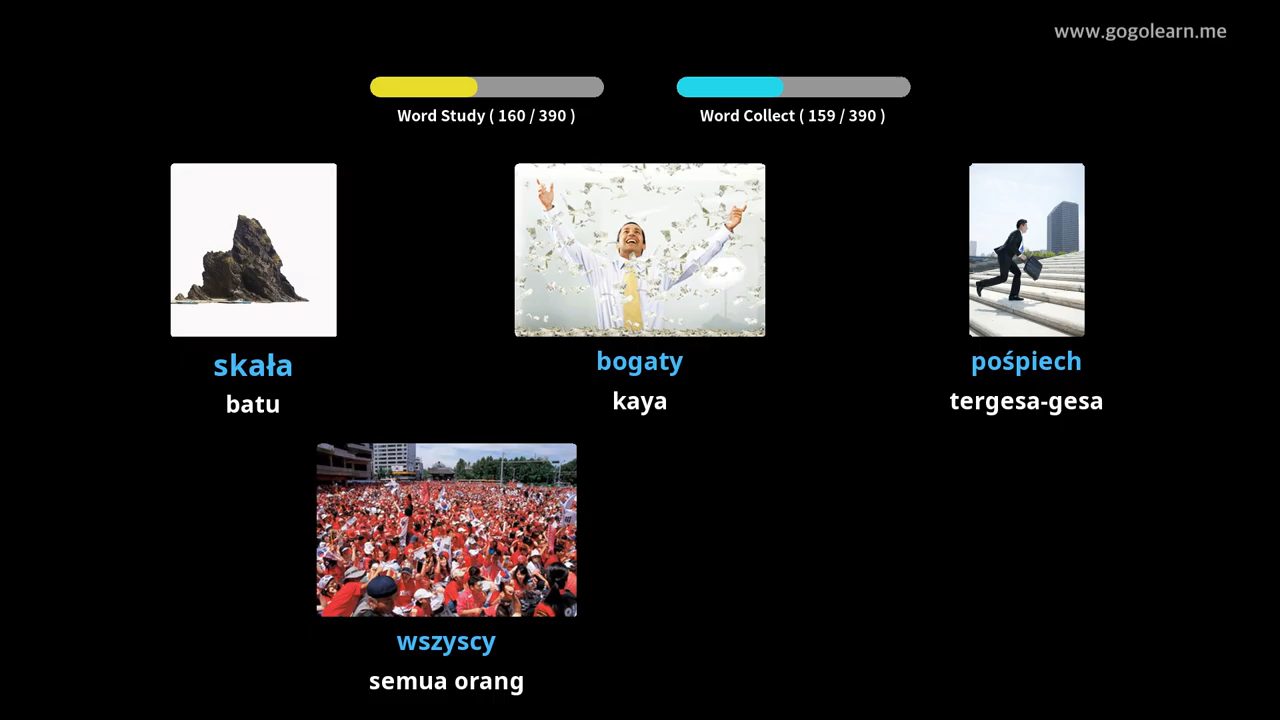 www.gogolearn.me
Word Study ( 160 / 390 )
Word Collect ( 159 / 390 )
skała
batu
bogaty
kaya
pośpiech
tergesa-gesa
wszyscy
semua orang